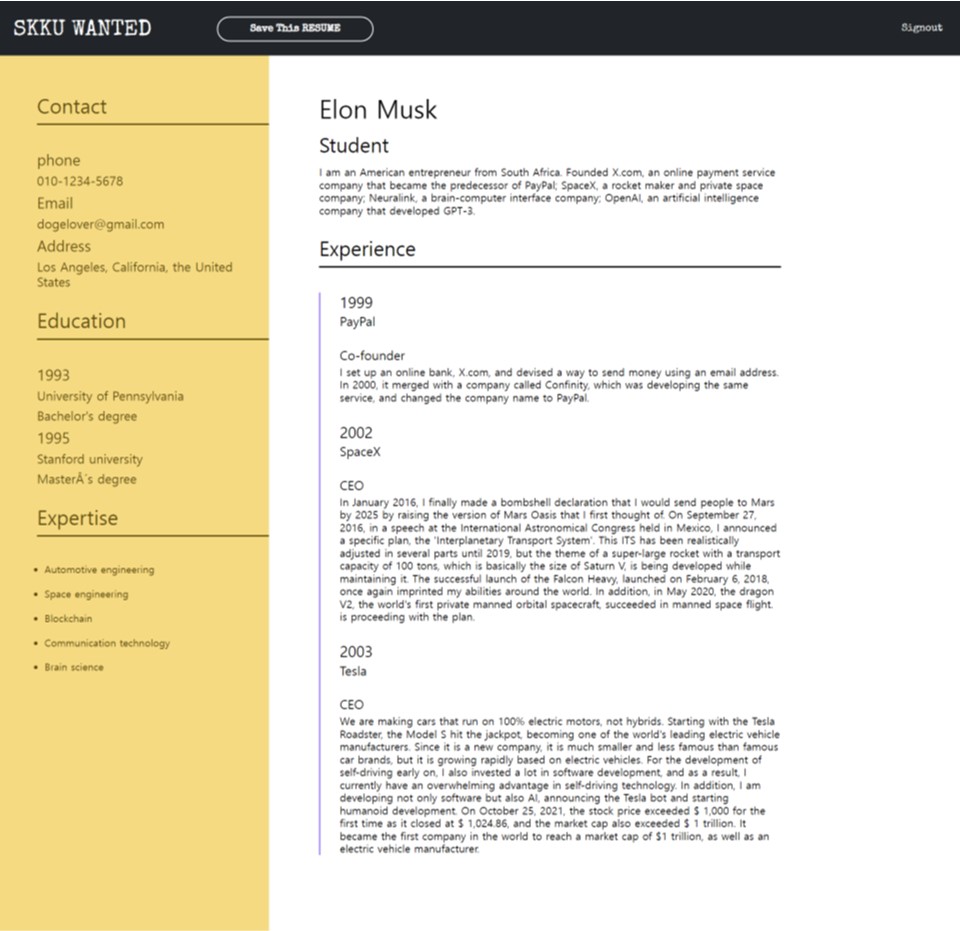 SKKU WANTED
Save This RESUME
Signout
Contact
phone
010-1234-5678
Email
dogelover@gmail.com
Address
Los Angeles, California, the United
States
Education
1993
University of Pennsylvania
Bachelor's degree
1995
Stanford university
MasterÂ´s degree
Expertise
Automotive engineering
Space engineering
Blockchain
Communication technology
Brain science
Elon Musk
Student
I am an American entrepreneur from South Africa. Founded X.com, an online payment service
company that became the predecessor of PayPal; SpaceX, a rocket maker and private space
company; Neuralink, a brain-computer interface company; OpenAI, an artificial intelligence
company that developed GPT-3.
Experience
1999
PayPal
Co-founder
I set up an online bank, X.com, and devised a way to send money using an email address.
In 2000, it merged with a company called Confinity, which was developing the same
service, and changed the company name to PayPal.
2002
SpaceX
CEO
In January 2016, I finally made a bombshell declaration that I would send people to Mars
by 2025 by raising the version of Mars Oasis that I first thought of. On September 27,
2016, in a speech at the International Astronomical Congress held in Mexico, I announced
a specific plan, the 'Interplanetary Transport System'. This ITS has been realistically
adjusted in several parts until 2019, but the theme of a super-large rocket with a transport
capacity of 100 tons, which is basically the size of Saturn V, is being developed while
maintaining it. The successful launch of the Falcon Heavy, launched on February 6, 2018,
once again imprinted my abilities around the world. In addition, in May 2020, the dragon
V2, the world's first private manned orbital spacecraft, succeeded in manned space flight.
is proceeding with the plan.
2003
Tesla
CEO
We are making cars that run on 100% electric motors, not hybrids. Starting with the Tesla
Roadster, the Model S hit the jackpot, becoming one of the world's leading electric vehicle
manufacturers. Since it is a new company, it is much smaller and less famous than famous
car brands, but it is growing rapidly based on electric vehicles. For the development of
self-driving early on, I also invested a lot in software development, and as a result, I
currently have an overwhelming advantage in self-driving technology. In addition, I am
developing not only software but also AI, announcing the Tesla bot and starting
humanoid development. On October 25, 2021, the stock price exceeded $ 1,000 for the
first time as it closed at $ 1,024.86, and the market cap also exceeded $ 1 trillion. It
became the first company in the world to reach a market cap of $1 trillion, as well as an
electric vehicle manufacturer.